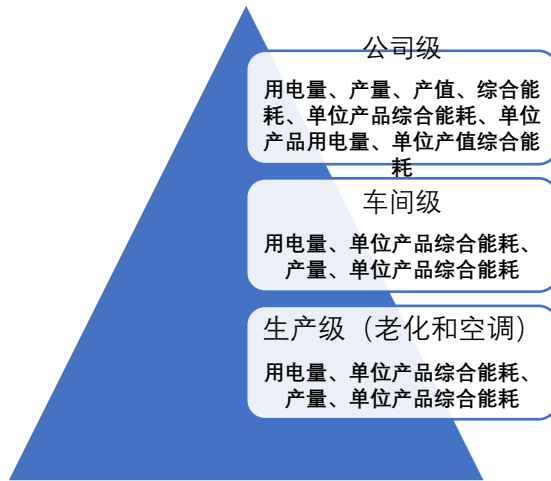 公司级
用电量、产量、产值、综合能
耗、单位产品综合能耗、单位
产品用电量、单位产值综合能
耗
车间级
用电量、单位产品综合能耗、
产量、单位产品综合能耗
生产级（老化和空调）
用电量、单位产品综合能耗、
产量、单位产品综合能耗